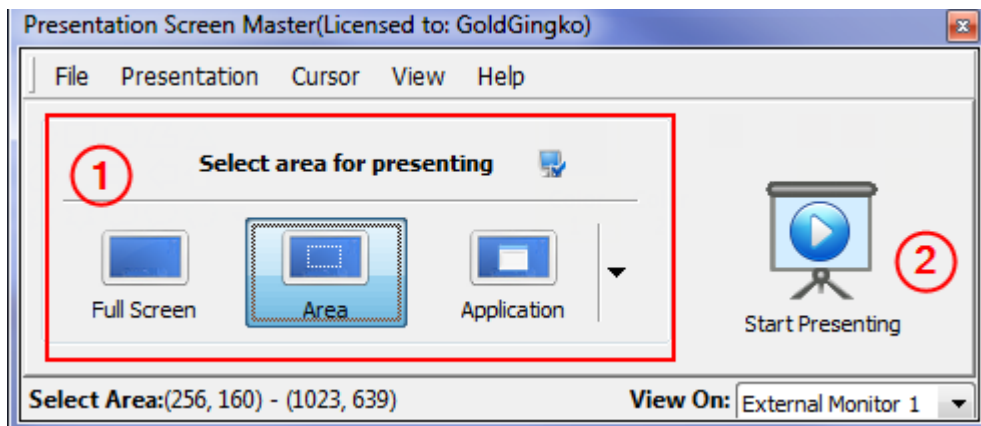 Presentation Screen Master(Licensed to: GoldGingko)
File Presentation Cursor View Help
1 Select area for presenting
Full Screen Area Application
2
Start Presenting
Select Area:(256, 160) - (1023, 639) View On: External Monitor 1